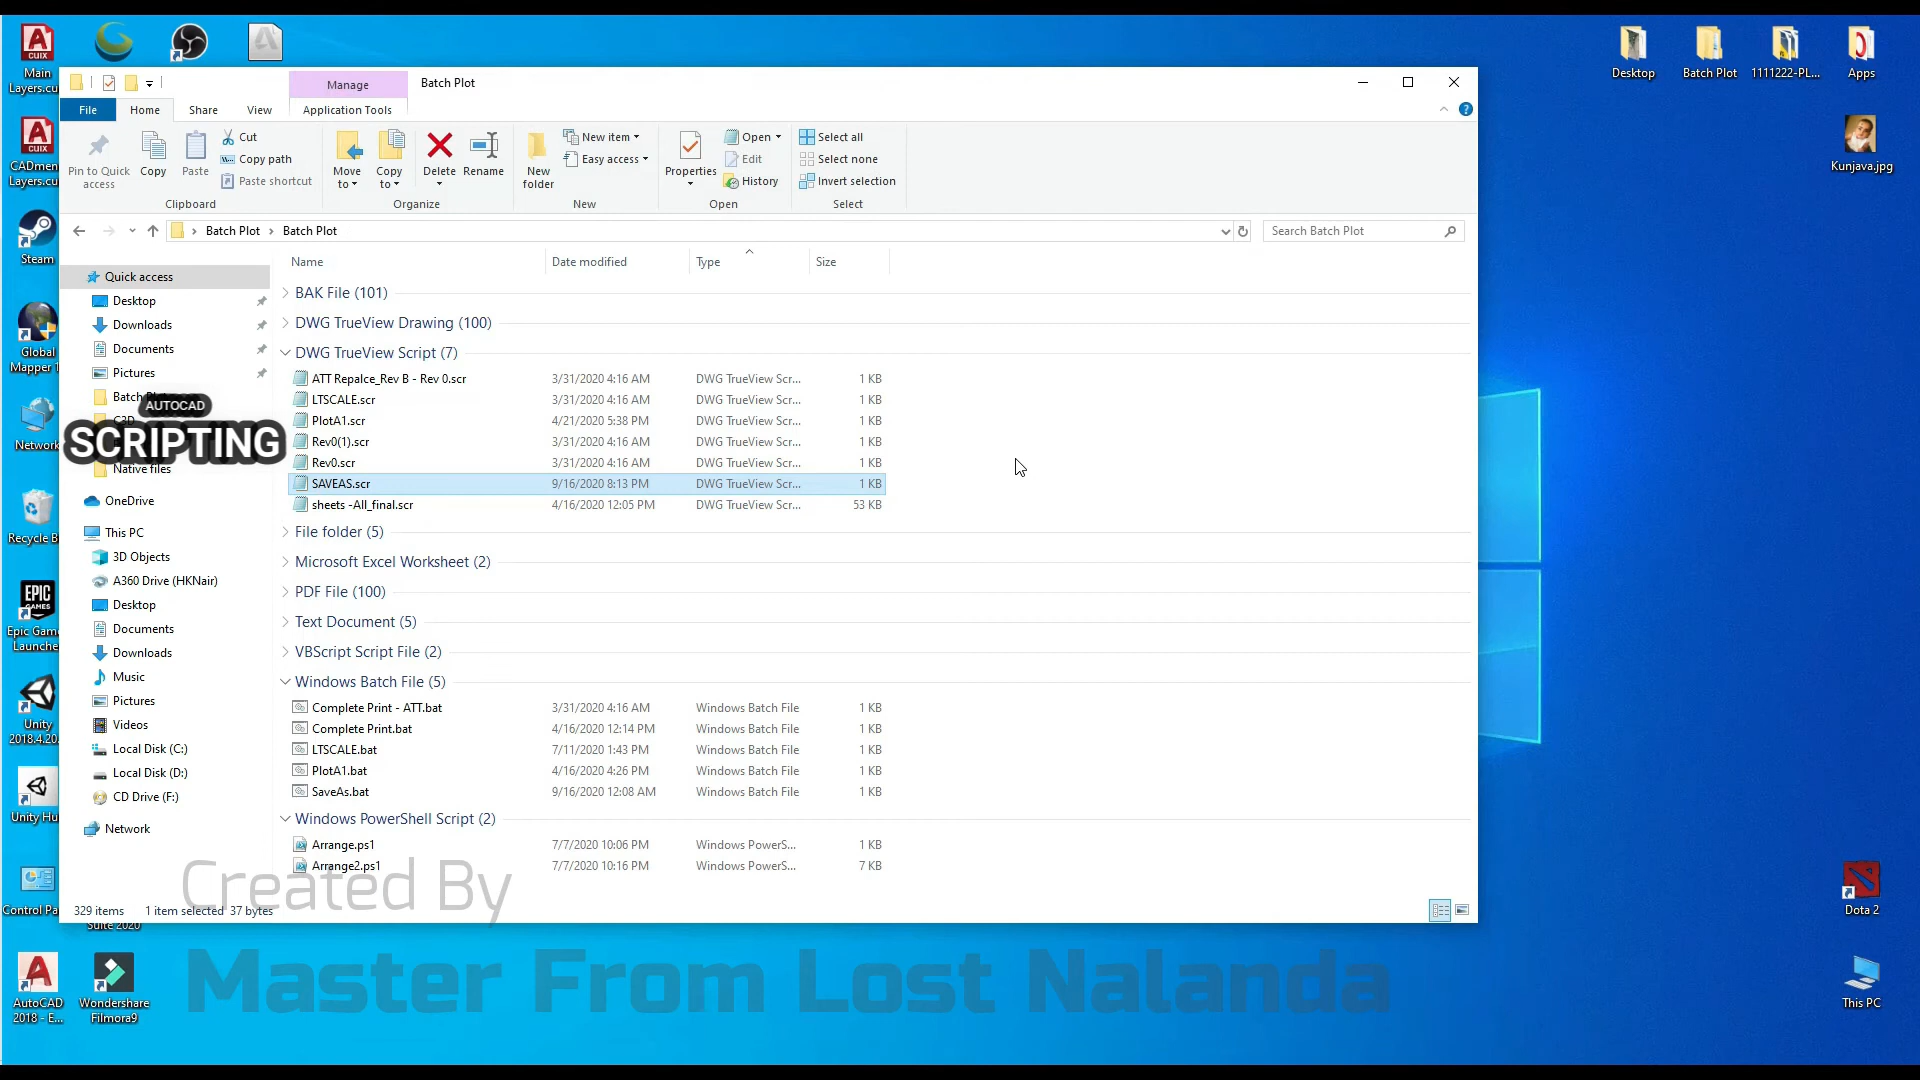 Main
Layers.cu
CADmen
Layers.cu
Steam
Global
Mapper 1
Network
Recycle B
Epic Game
Launche
Unity
2018.4.20.
Unity Hu
Control Pa
Suite 2020
AutoCAD
2018 - E...
Wondershare
Filmora9
Desktop
Batch Plot
1111222-PL...
Apps
Kunjava.jpg
Dota 2
This PC
Manage
Batch Plot
File
Home
Share
View
Application Tools
Pin to Quick
access
Copy
Paste
Cut
Copy path
Paste shortcut
Clipboard
Move
to
Copy
to
Delete
Rename
Organize
New
folder
New item
Easy access
New
Properties
Open
Edit
History
Open
Select all
Select none
Invert selection
Select
Batch Plot > Batch Plot
Search Batch Plot
Quick access
Desktop
Downloads
Documents
Pictures
AUTOCAD
SCRIPTING
Native files
OneDrive
This PC
3D Objects
A360 Drive (HKNair)
Desktop
Documents
Downloads
Music
Pictures
Videos
Local Disk (C:)
Local Disk (D:)
CD Drive (F:)
Network
Name Date modified Type Size
BAK File (101)
DWG TrueView Drawing (100)
DWG TrueView Script (7)
ATT Repalce_Rev B - Rev 0.scr 3/31/2020 4:16 AM DWG TrueView Scr... 1 KB
LTSCALE.scr 3/31/2020 4:16 AM DWG TrueView Scr... 1 KB
PlotA1.scr 4/21/2020 5:38 PM DWG TrueView Scr... 1 KB
Rev0(1).scr 3/31/2020 4:16 AM DWG TrueView Scr... 1 KB
Rev0.scr 3/31/2020 4:16 AM DWG TrueView Scr... 1 KB
SAVEAS.scr 9/16/2020 8:13 PM DWG TrueView Scr... 1 KB
sheets -All_final.scr 4/16/2020 12:05 PM DWG TrueView Scr... 53 KB
File folder (5)
Microsoft Excel Worksheet (2)
PDF File (100)
Text Document (5)
VBScript Script File (2)
Windows Batch File (5)
Complete Print - ATT.bat 3/31/2020 4:16 AM Windows Batch File 1 KB
Complete Print.bat 4/16/2020 12:14 PM Windows Batch File 1 KB
LTSCALE.bat 7/11/2020 1:43 PM Windows Batch File 1 KB
PlotA1.bat 4/16/2020 4:26 PM Windows Batch File 1 KB
SaveAs.bat 9/16/2020 12:08 AM Windows Batch File 1 KB
Windows PowerShell Script (2)
Arrange.ps1 7/7/2020 10:06 PM Windows PowerS... 1 KB
Arrange2.ps1 7/7/2020 10:16 PM Windows PowerS... 7 KB
329 items 1 item selected 37 bytes
Created By
Master From Lost Nalanda